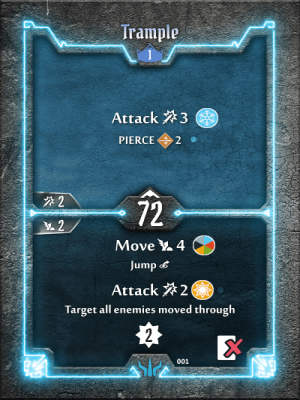 Trample
1
Attack 3
PIERCE 2
2
72
2
Move 4
Jump
Attack 2
Target all enemies moved through
2
001